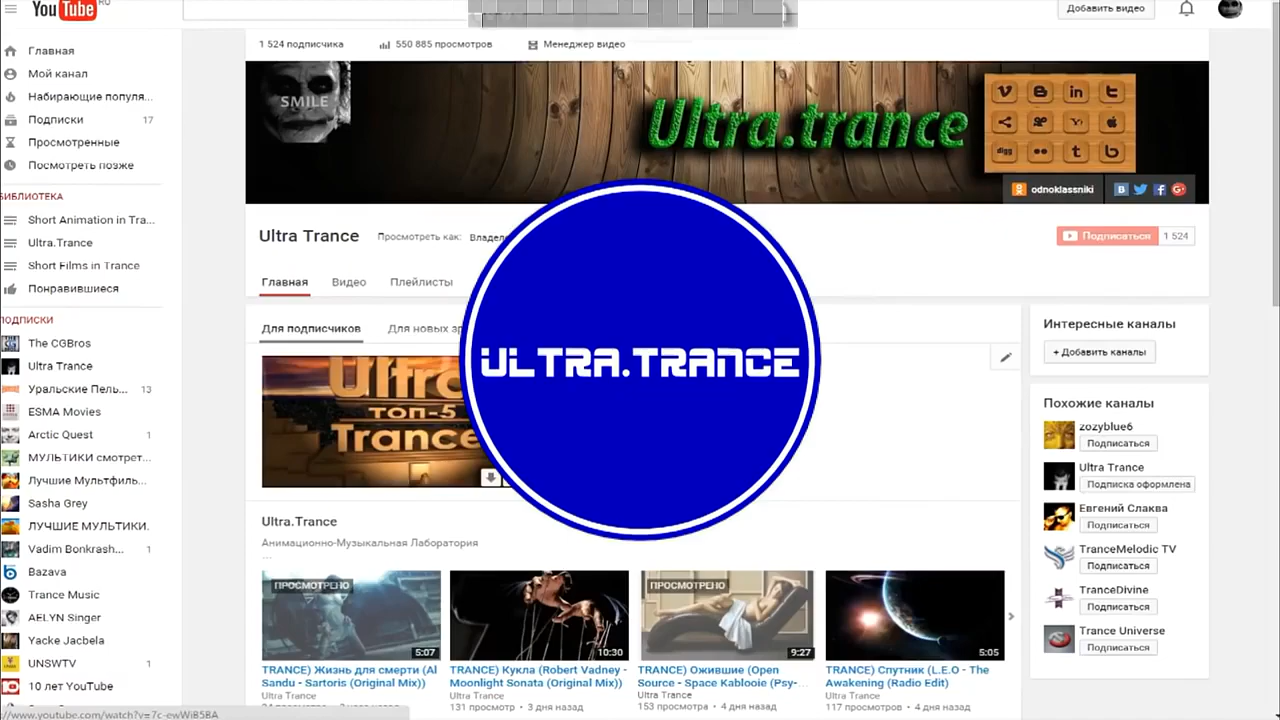 YouTube RU
Добавить видео
1 524 подписчика
550 885 просмотров
Менеджер видео
Главная
Мой канал
Набирающие популя...
Подписки 17
Просмотренные
Посмотреть позже
БИБЛИОТЕКА
Short Animation in Tra...
Ultra.Trance
Short Films in Trance
Понравившиеся
ПОДПИСКИ
The CGBros
Ultra Trance
Уральские Пель... 13
ESMA Movies
Arctic Quest 1
МУЛЬТИКИ смотрет...
Лучшие Мультфиль...
Sasha Grey
ЛУЧШИЕ МУЛЬТИКИ.
Vadim Bonkrash... 1
Bazava
Trance Music
AELYN Singer
Yacke Jacbela
UNSWTV 1
10 лет YouTube
SMILE
Ultra.trance
digg
odnoklassniki
Ultra Trance
Просмотреть как: Владел
Подписаться 1 524
Главная Видео Плейлисты
Для подписчиков Для новых зр
Ultra
ТОП-5
Trance
ULTRA.TRANCE
Ultra.Trance
Анимационно-Музыкальная Лаборатория
...
ПРОСМОТРЕНО
5:07
TRANCE) Жизнь для смерти (Al
Sandu - Sartoris (Original Mix))
Ultra Trance
10:30
TRANCE) Кукла (Robert Vadney -
Moonlight Sonata (Original Mix))
Ultra Trance
131 просмотр • 3 дня назад
ПРОСМОТРЕНО
9:27
TRANCE) Ожившие (Open
Source - Space Kablooie (Psy-...
Ultra Trance
153 просмотра • 4 дня назад
5:05
TRANCE) Спутник (L.E.O - The
Awakening (Radio Edit)
Ultra Trance
117 просмотров • 4 дня назад
Интересные каналы
+ Добавить каналы
Похожие каналы
zozyblue6
Подписаться
Ultra Trance
Подписка оформлена
Евгений Слаква
Подписаться
TranceMelodic TV
Подписаться
TranceDivine
Подписаться
Trance Universe
Подписаться